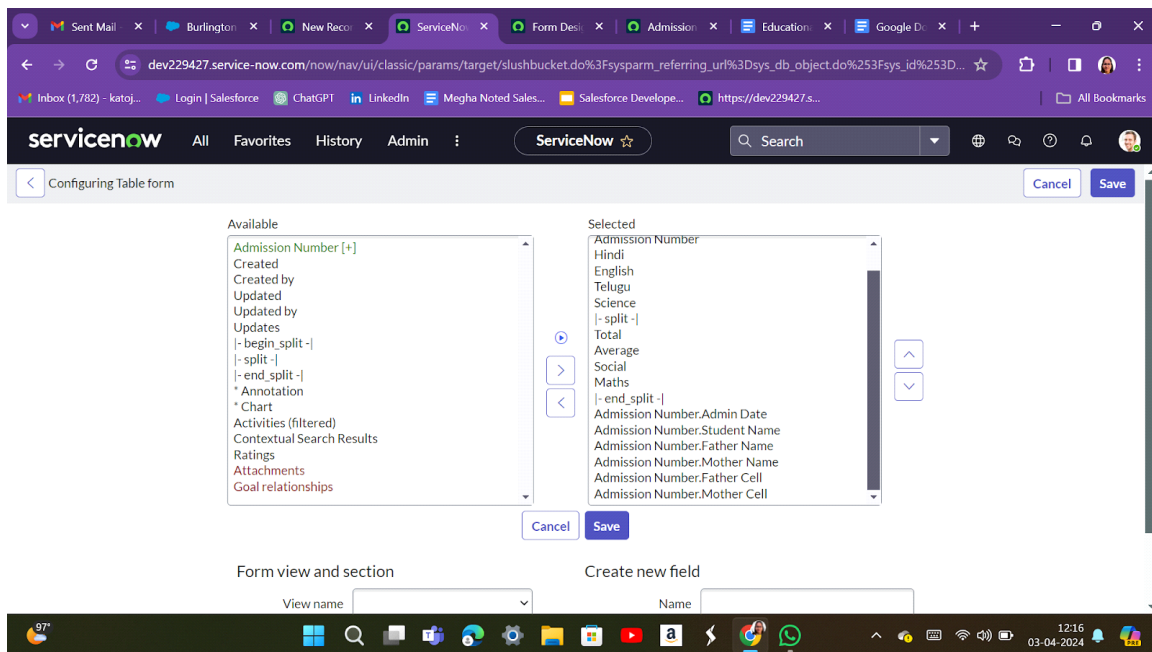 Sent Mail
Burlington
New Recor
ServiceNo
Form Desig
Admission
Educationa
Google Do
dev229427.service-now.com/now/nav/ui/classic/params/target/slushbucket.do%3Fsysparm_referring_url%3Dsys_db_object.do%253Fsys_id%253D...
Inbox (1,782) - katoj...
Login | Salesforce
ChatGPT
LinkedIn
Megha Noted Sales...
Salesforce Develope...
https://dev229427.s...
All Bookmarks
servicenow
All
Favorites
History
Admin
ServiceNow
Search
Configuring Table form
Cancel
Save
Available
Admission Number [+]
Created
Created by
Updated
Updated by
Updates
|- begin_split -|
|- split -|
|- end_split -|
* Annotation
* Chart
Activities (filtered)
Contextual Search Results
Ratings
Attachments
Goal relationships
Selected
Admission Number
Hindi
English
Telugu
Science
|- split -|
Total
Average
Social
Maths
|- end_split -|
Admission Number.Admin Date
Admission Number.Student Name
Admission Number.Father Name
Admission Number.Mother Name
Admission Number.Father Cell
Admission Number.Mother Cell
Cancel
Save
Form view and section
View name
Create new field
Name
97°
12:16
03-04-2024